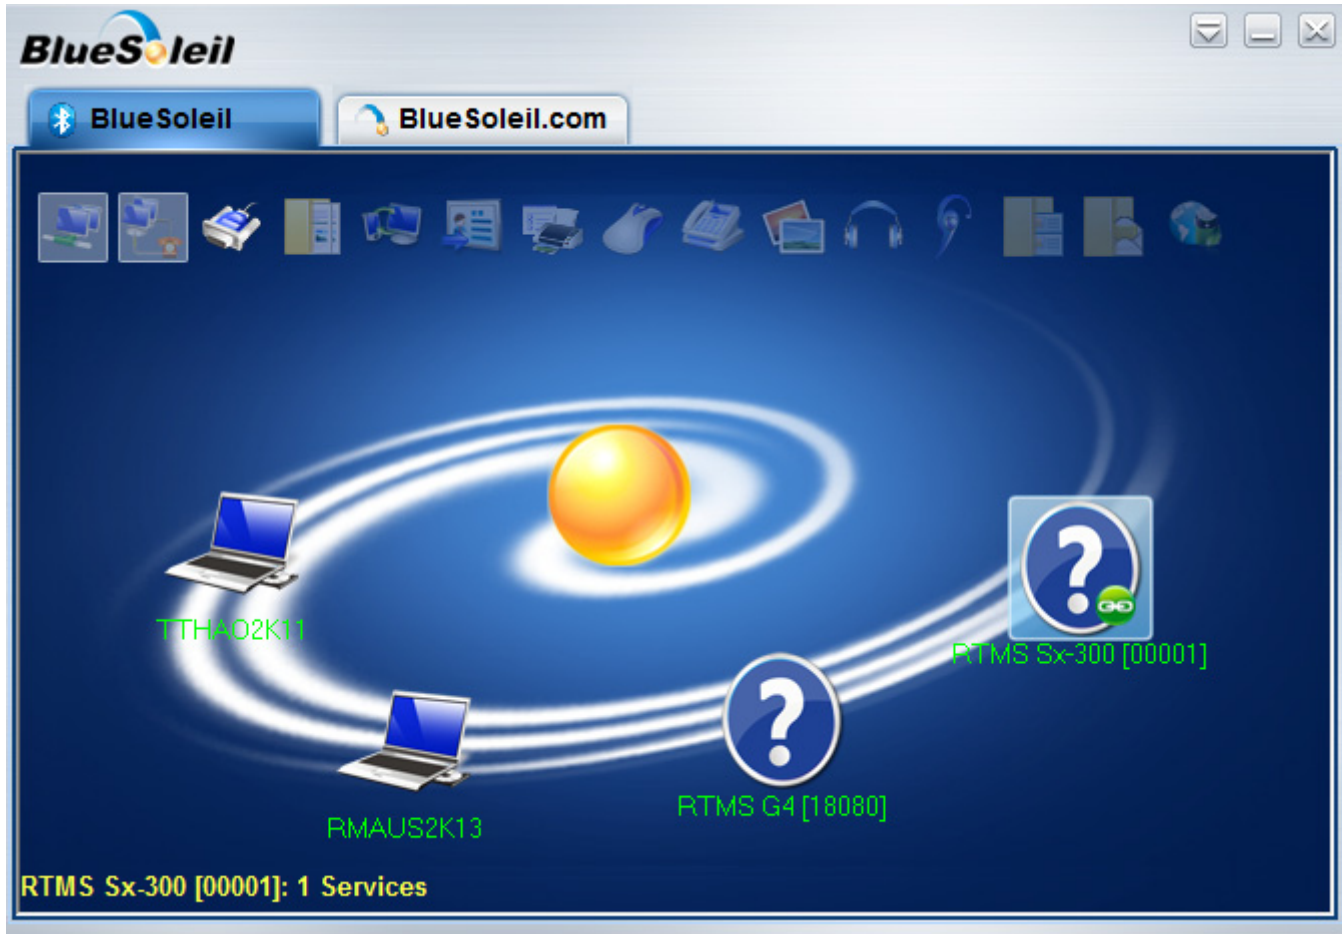 BlueSoleil
BlueSoleil
BlueSoleil.com
TTHAO2K11
RTMS Sx-300 [00001]
RTMS G4 [18080]
RMAUS2K13
RTMS Sx-300 [00001]: 1 Services